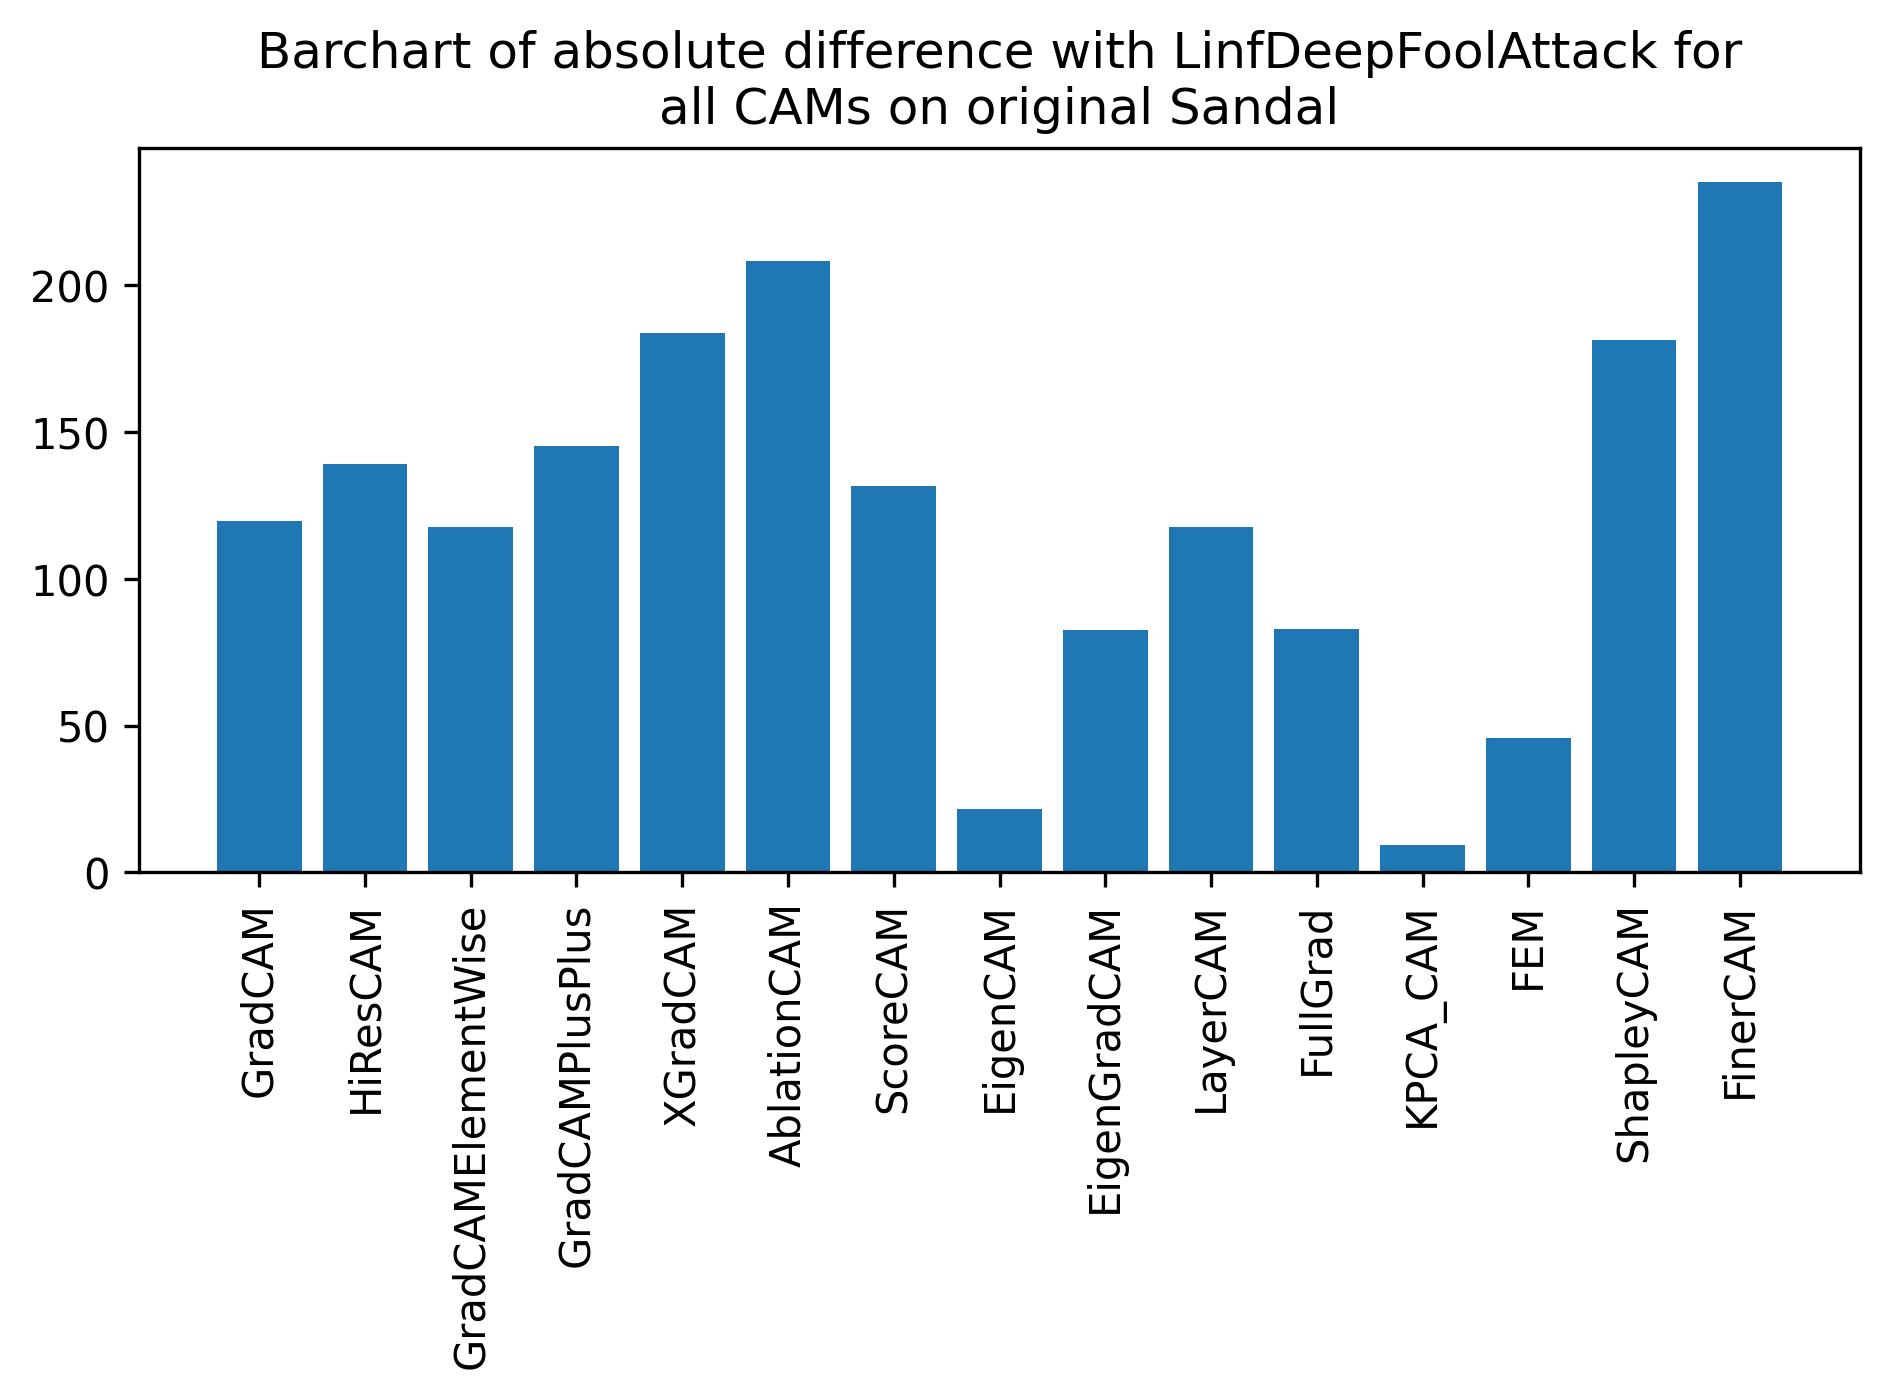 Barchart of absolute difference with LinfDeepFoolAttack for
all CAMs on original Sandal
200
150
100
50
0
GradCAM
HiResCAM
GradCAMElementWise
GradCAMPlusPlus
XGradCAM
AblationCAM
ScoreCAM
EigenCAM
EigenGradCAM
LayerCAM
FullGrad
KPCA_CAM
FEM
ShapleyCAM
FinerCAM